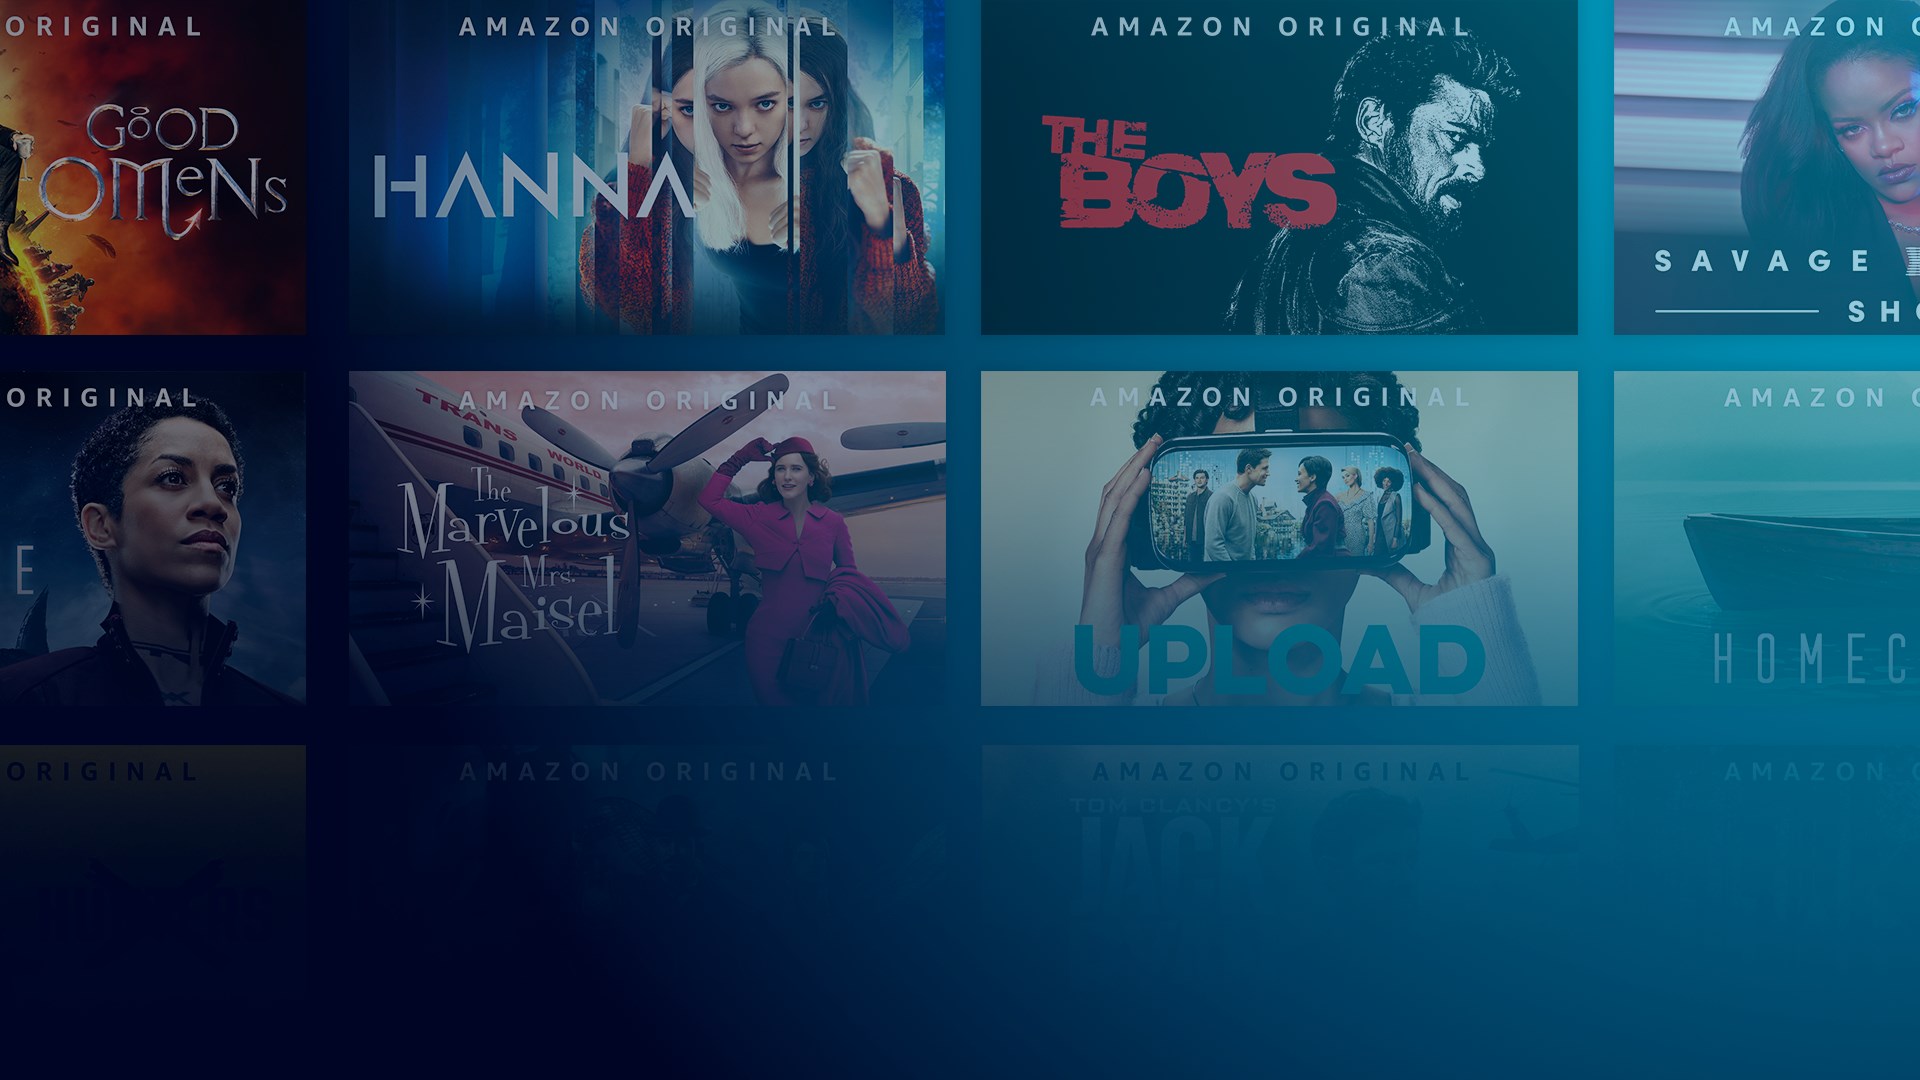 ORIGINAL
GOOD
OMENS
AMAZON ORIGINAL
HANNA
AMAZON ORIGINAL
THE
BOYS
AMAZON
SAVAGE
ORIGINAL
E
AMAZON ORIGINAL
TRANS
WORLD
The
Marvelous
Mrs.
Maisel
AMAZON ORIGINAL
UPLOAD
AMAZON
HOMEC
ORIGINAL
AMAZON ORIGINAL
AMAZON ORIGINAL
TOM CLANCY'S
JACK
AMAZON